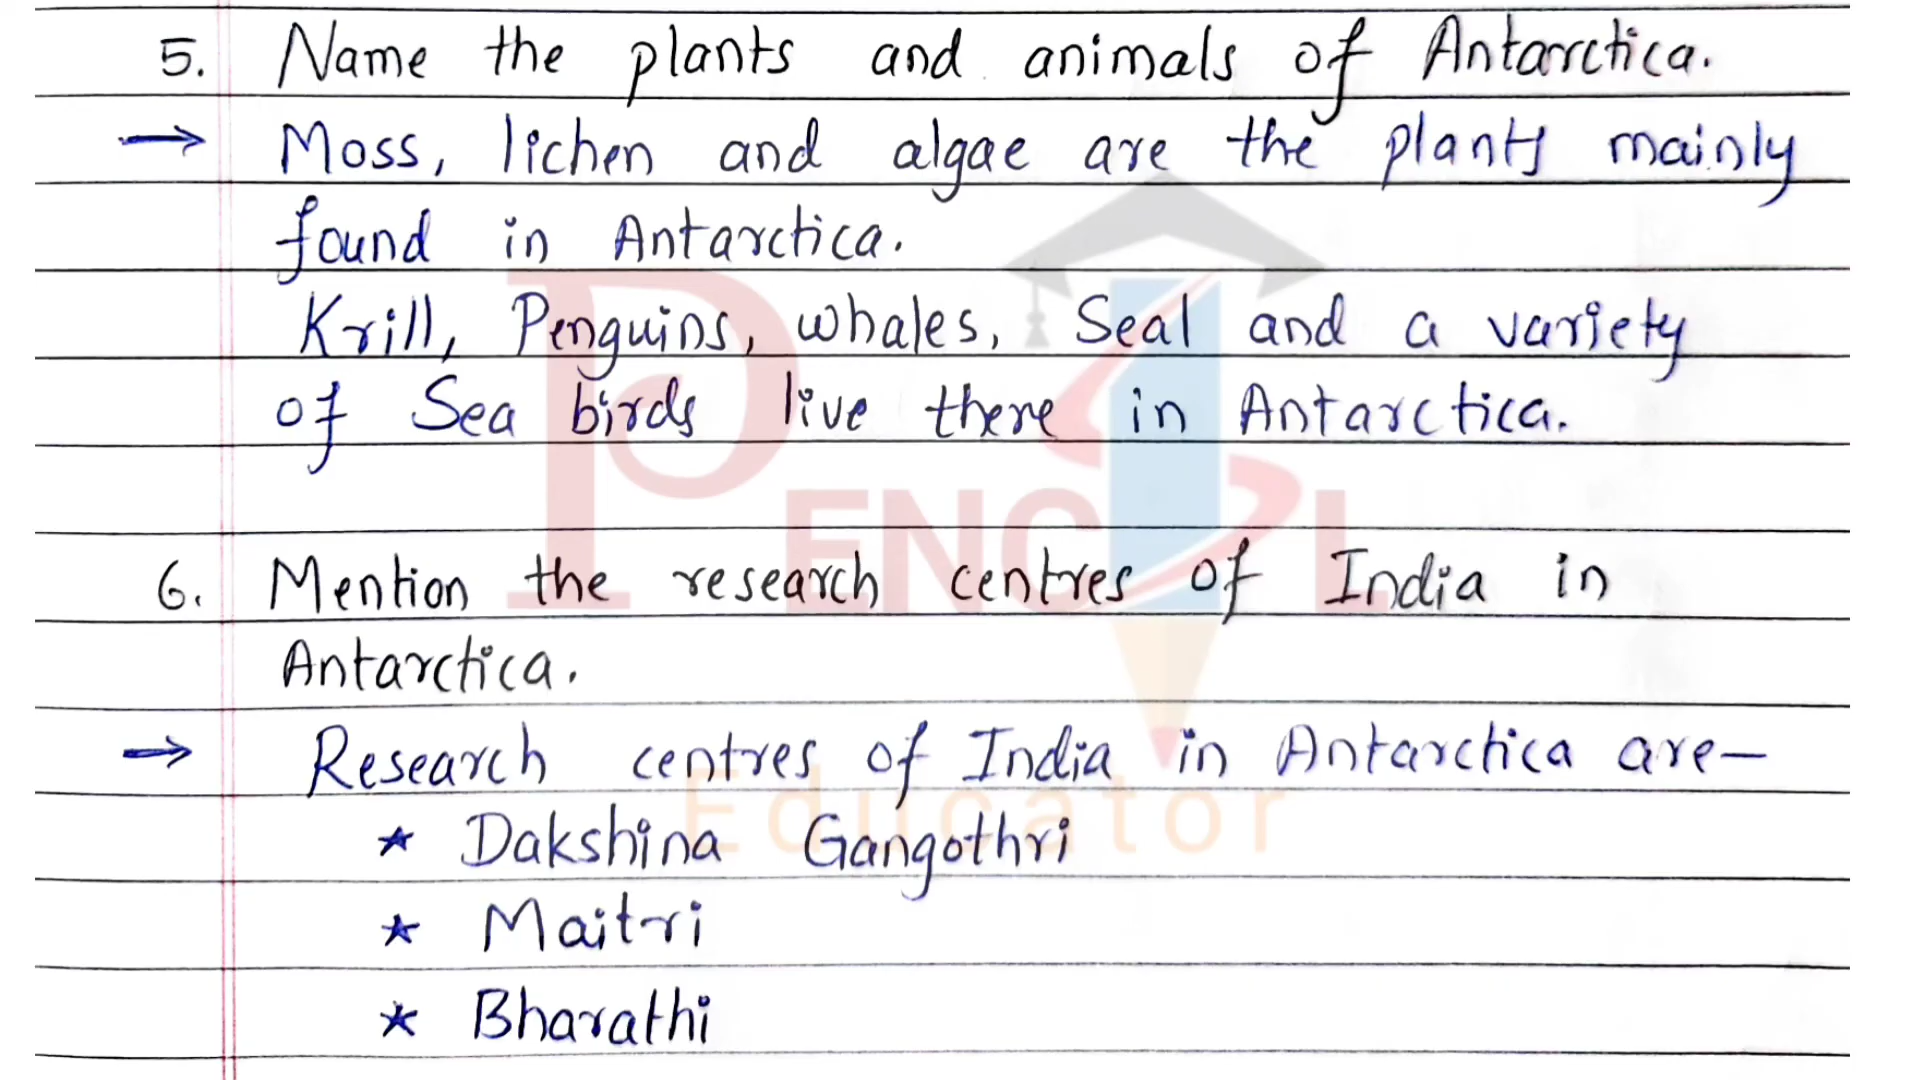 5. Name the plants and animals of Antarctica.
→ Moss, lichen and algae are the plants mainly
found in Antarctica.
Krill, Penguins, whales, Seal and a variety
of Sea birds live there in Antarctica.
PENCIL
6. Mention the research centres of India in
Antarctica.
→ Research centres of India in Antarctica are—
Educator
★ Dakshina Gangothri
★ Maitri
★ Bharathi